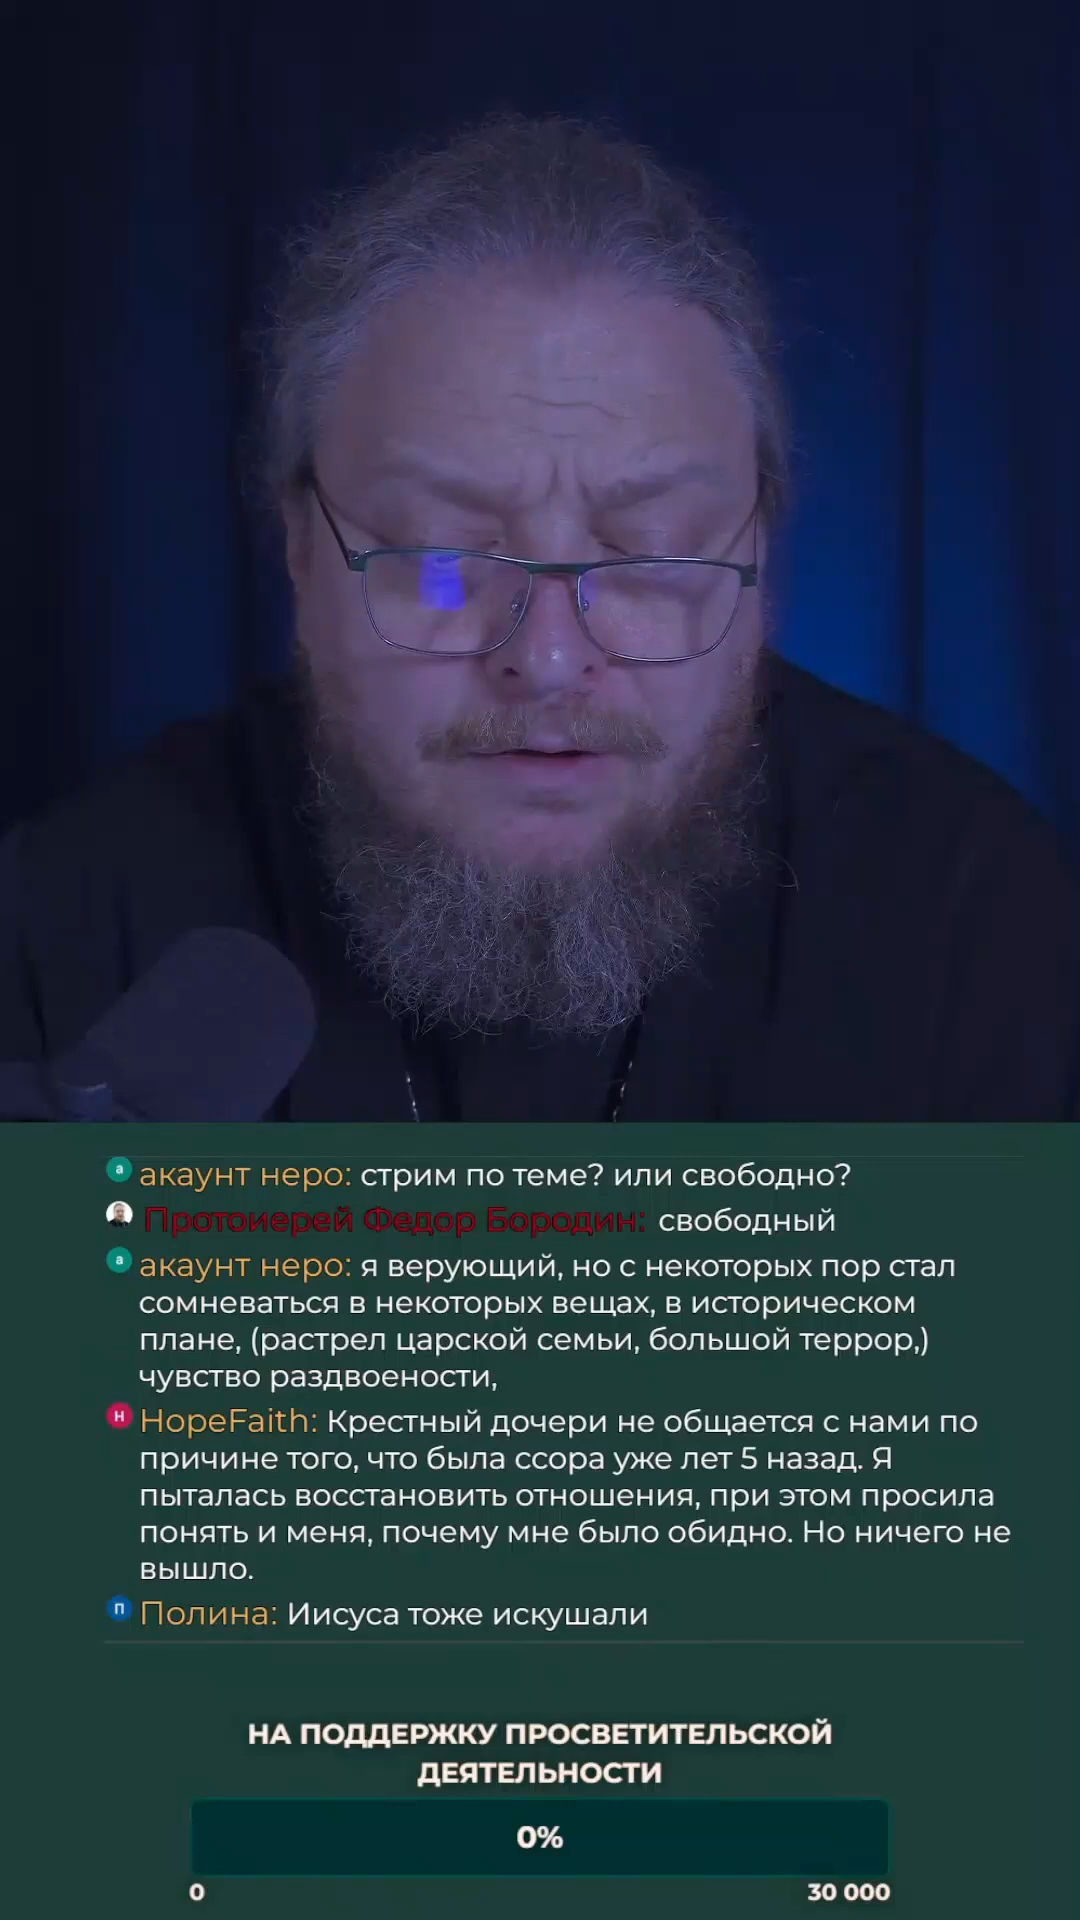 а акаунт неро: стрим по теме? или свободно?
Протоиерей Федор Бородин: свободный
а акаунт неро: я верующий, но с некоторых пор стал
сомневаться в некоторых вещах, в историческом
плане, (растрел царской семьи, большой террор,)
чувство раздвоености,
H HopeFaith: Крестный дочери не общается с нами по
причине того, что была ссора уже лет 5 назад. Я
пыталась восстановить отношения, при этом просила
понять и меня, почему мне было обидно. Но ничего не
вышло.
П Полина: Иисуса тоже искушали
НА ПОДДЕРЖКУ ПРОСВЕТИТЕЛЬСКОЙ
ДЕЯТЕЛЬНОСТИ
0%
0 30 000